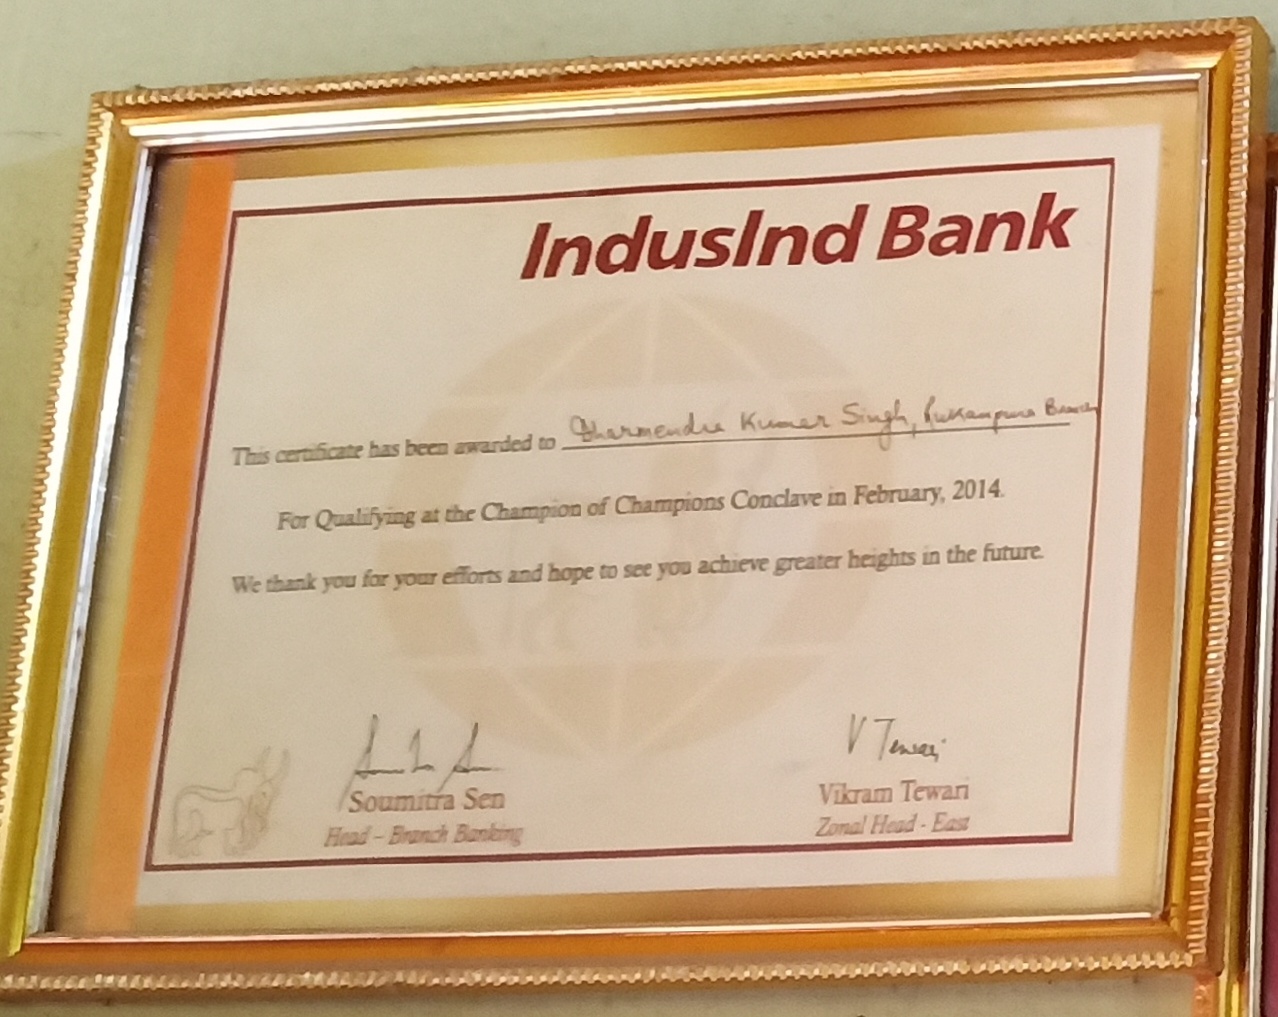 IndusInd Bank
This certificate has been awarded to Dharmendra Kumar Singh, Rukanpura Branch
For Qualifying at the Champion of Champions Conclave in February, 2014.
We thank you for your efforts and hope to see you achieve greater heights in the future.
V Tewari
Soumitra Sen
Vikram Tewari
Head – Branch Banking
Zonal Head - East